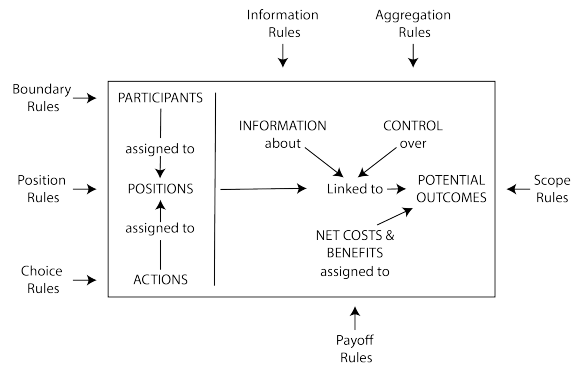 Information
Rules
Aggregation
Rules
Boundary
Rules
PARTICIPANTS
INFORMATION
about
CONTROL
over
assigned to
Position
Rules
POSITIONS
Linked to
POTENTIAL
OUTCOMES
Scope
Rules
assigned to
NET COSTS &
BENEFITS
assigned to
Choice
Rules
ACTIONS
Payoff
Rules